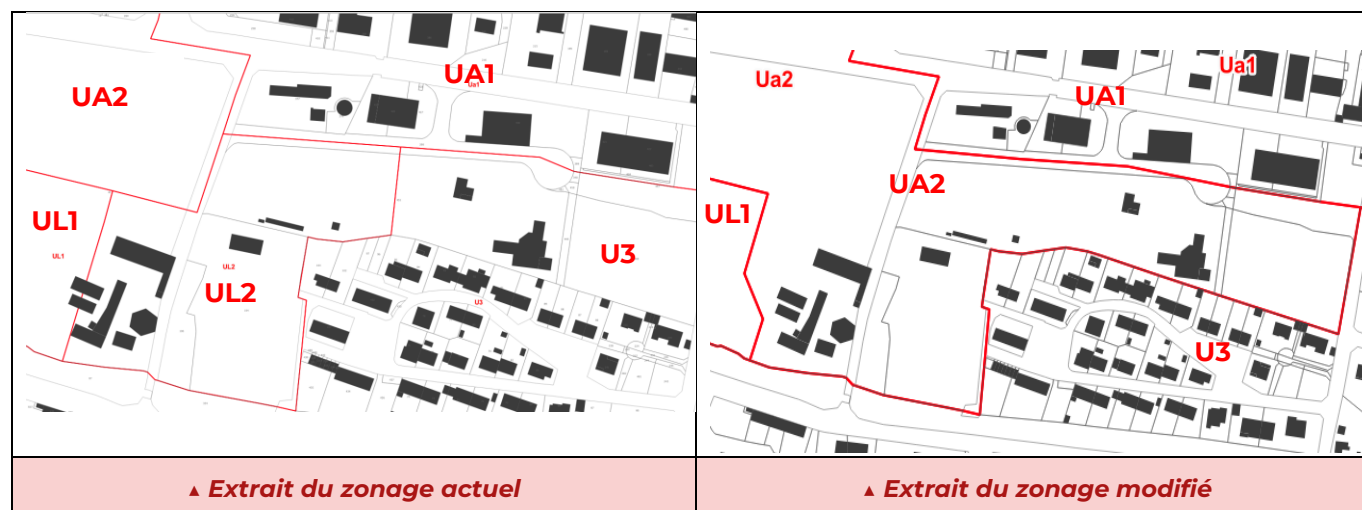 UA1
Ua1
UA2
UL1
UL1
UL2
UL2
U3
U3
Ua2
Ua1
UA1
UA2
UL1
U3
▲ Extrait du zonage actuel
▲ Extrait du zonage modifié